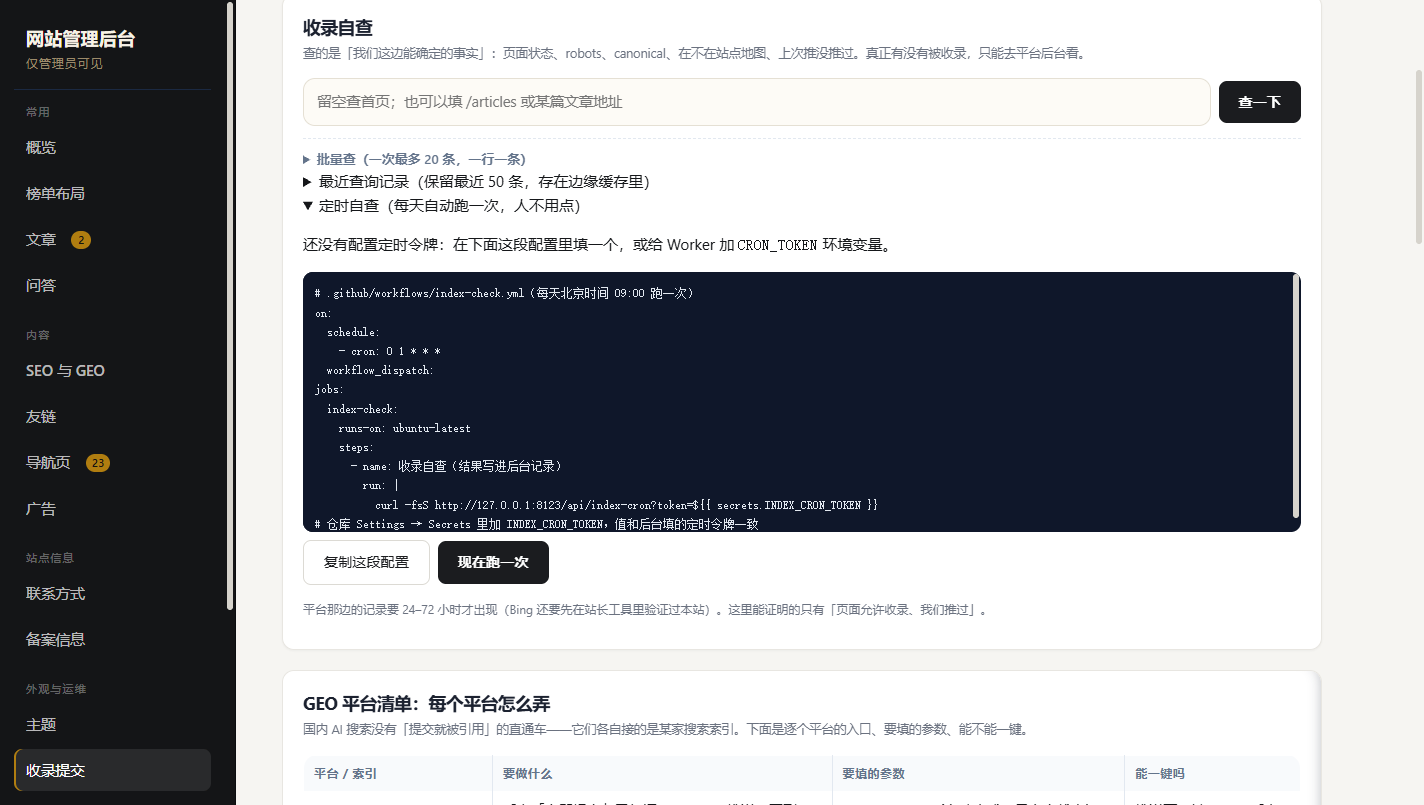 网站管理后台
仅管理员可见
常用
概览
榜单布局
文章 2
问答
内容
SEO 与 GEO
友链
导航页 23
广告
站点信息
联系方式
备案信息
外观与运维
主题
收录提交
收录自查
查的是「我们这边能确定的事实」：页面状态、robots、canonical、在不在站点地图、上次推没推过。真正有没有被收录，只能去平台后台看。
留空查首页；也可以填 /articles 或某篇文章地址
查一下
批量查（一次最多 20 条，一行一条）
最近查询记录（保留最近 50 条，存在边缘缓存里）
定时自查（每天自动跑一次，人不用点）
还没有配置定时令牌：在下面这段配置里填一个，或给 Worker 加 CRON_TOKEN 环境变量。
# .github/workflows/index-check.yml（每天北京时间 09:00 跑一次）
on:
schedule:
- cron: 0 1 * * *
workflow_dispatch:
jobs:
index-check:
runs-on: ubuntu-latest
steps:
- name: 收录自查（结果写进后台记录）
run: |
curl -fsS http://127.0.0.1:8123/api/index-cron?token=${{ secrets.INDEX_CRON_TOKEN }}
# 仓库 Settings → Secrets 里加 INDEX_CRON_TOKEN，值和后台填的定时令牌一致
复制这段配置
现在跑一次
平台那边的记录要 24–72 小时才出现（Bing 还要先在站长工具里验证过本站）。这里能证明的只有「页面允许收录、我们推过」。
GEO 平台清单：每个平台怎么弄
国内 AI 搜索没有「提交就被引用」的直通车——它们各自接的是某家搜索索引。下面是逐个平台的入口、要填的参数、能不能一键。
平台 / 索引
要做什么
要填的参数
能一键吗